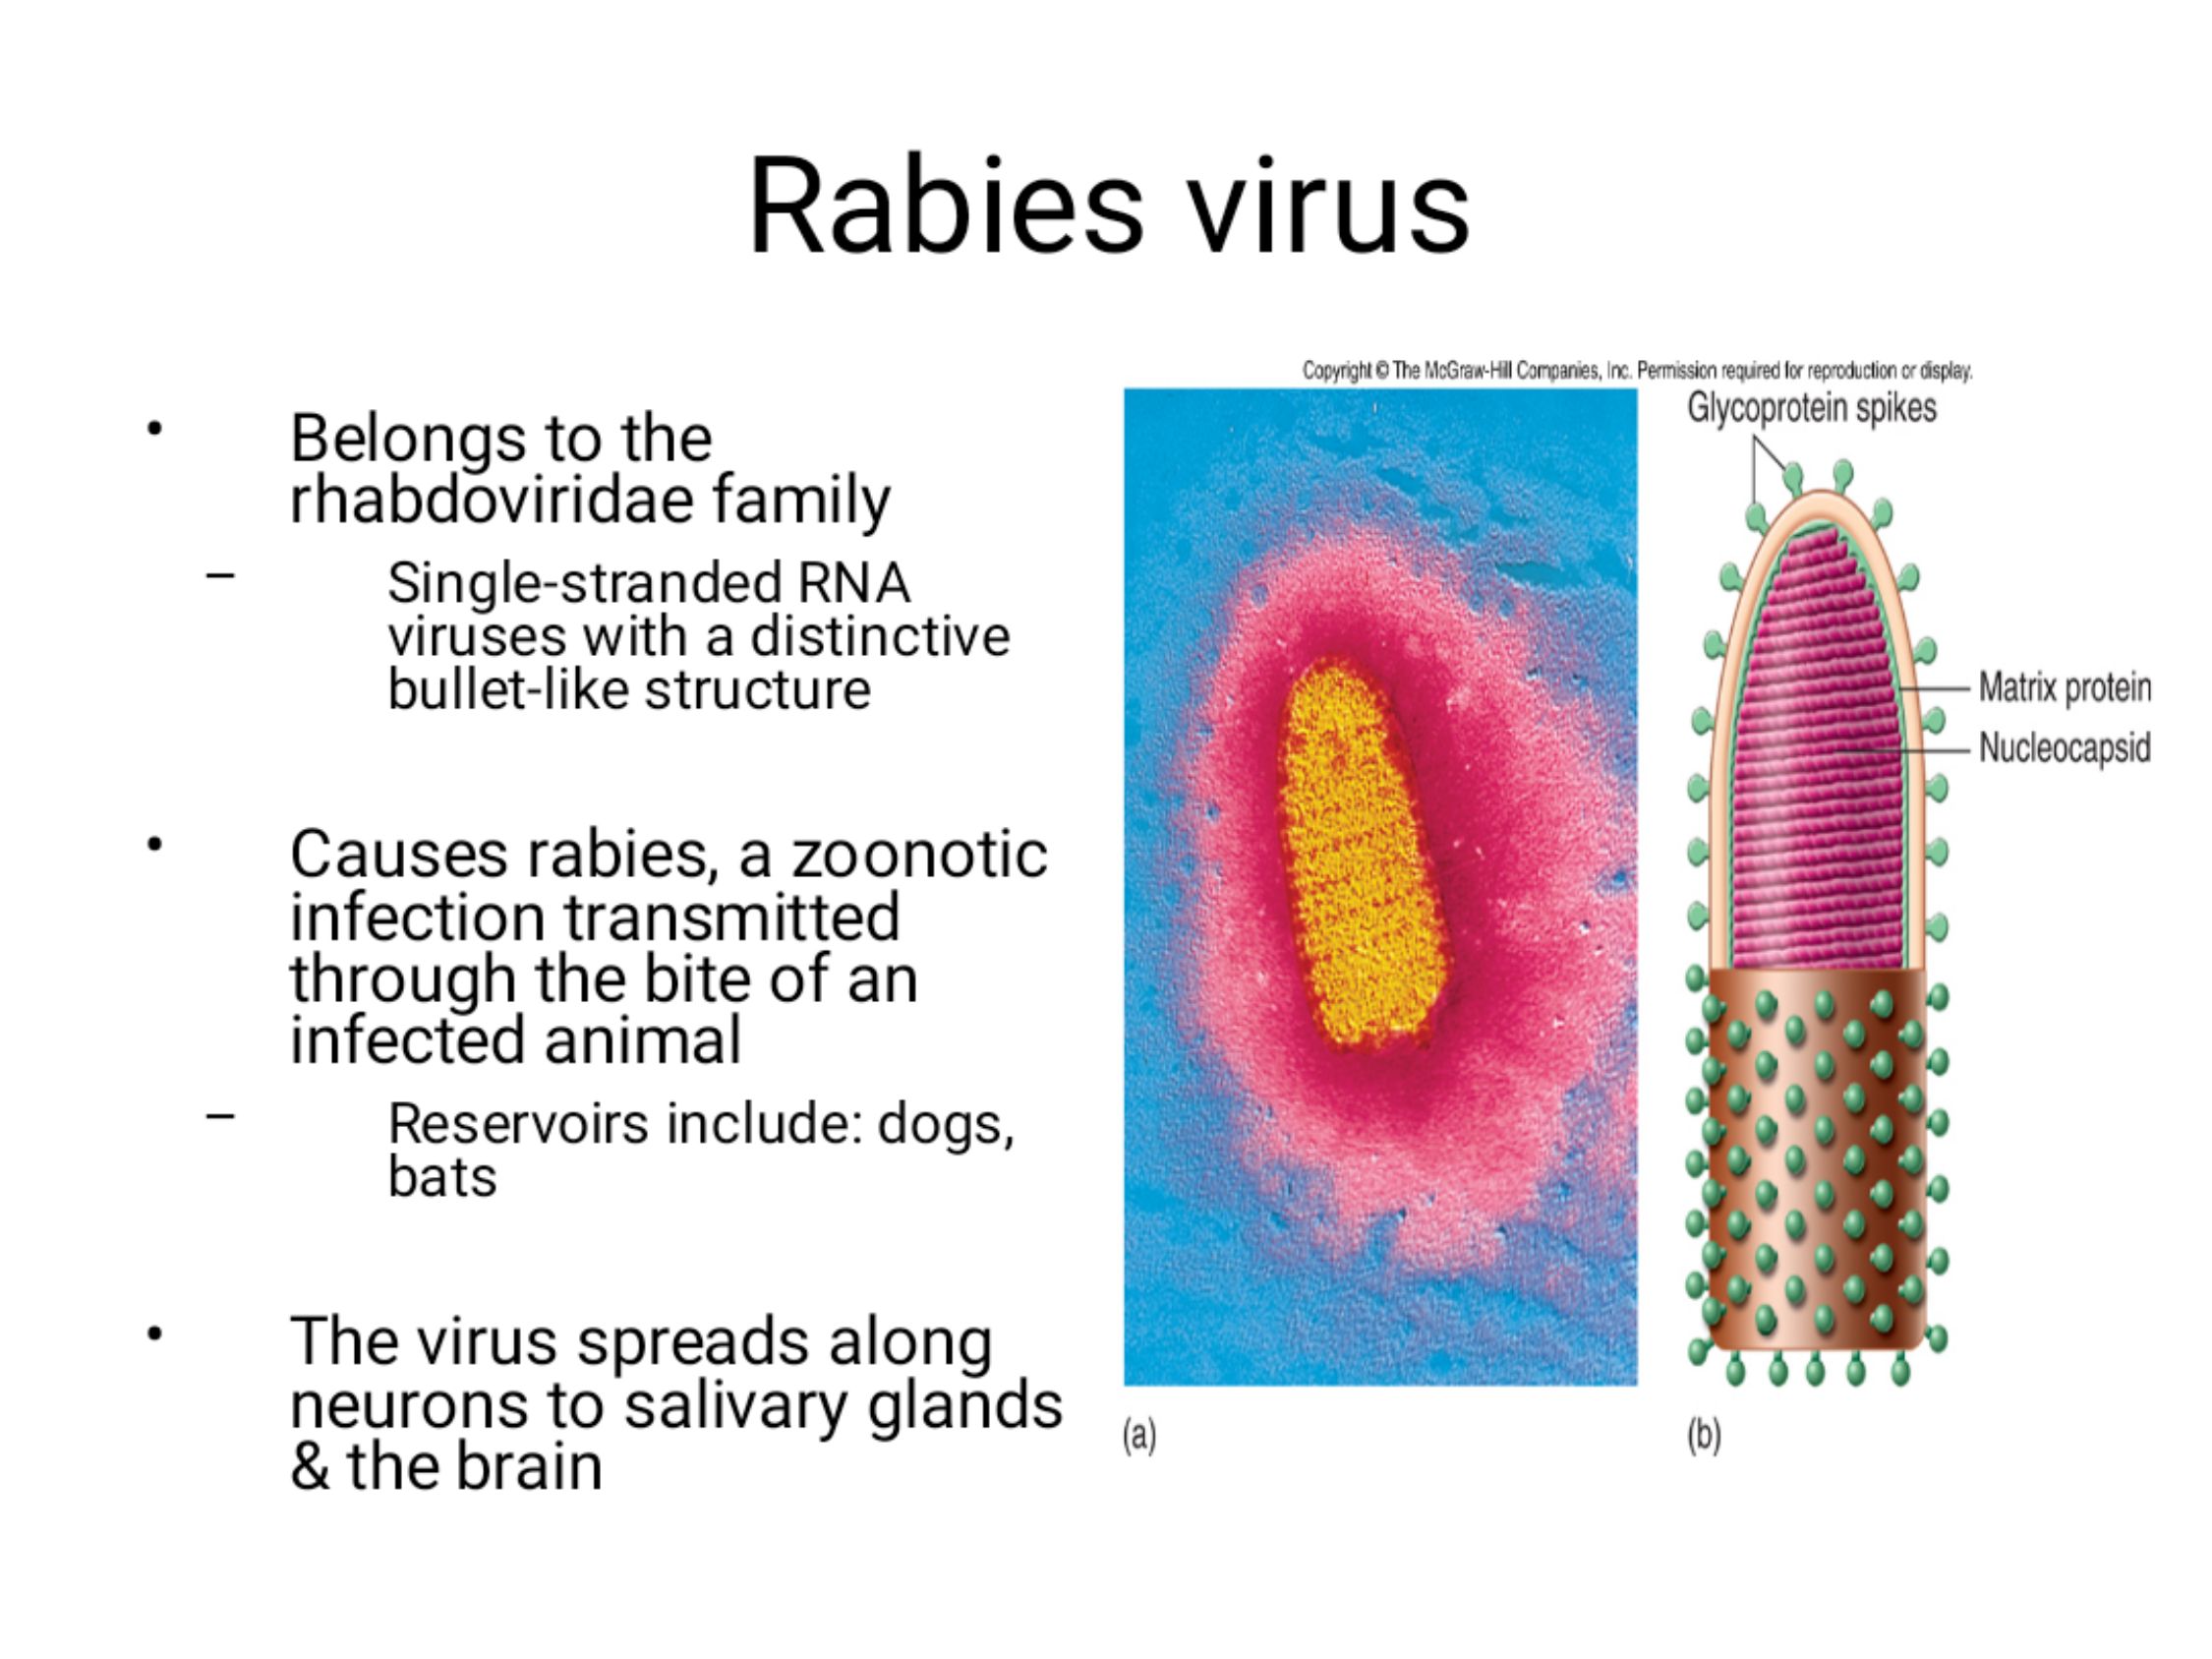 Rabies virus
• Belongs to the
rhabdoviridae family
– Single-stranded RNA
viruses with a distinctive
bullet-like structure
• Causes rabies, a zoonotic
infection transmitted
through the bite of an
infected animal
– Reservoirs include: dogs,
bats
• The virus spreads along
neurons to salivary glands
& the brain
Copyright © The McGraw-Hill Companies, Inc. Permission required for reproduction or display.
Glycoprotein spikes
Matrix protein
Nucleocapsid
(a)
(b)